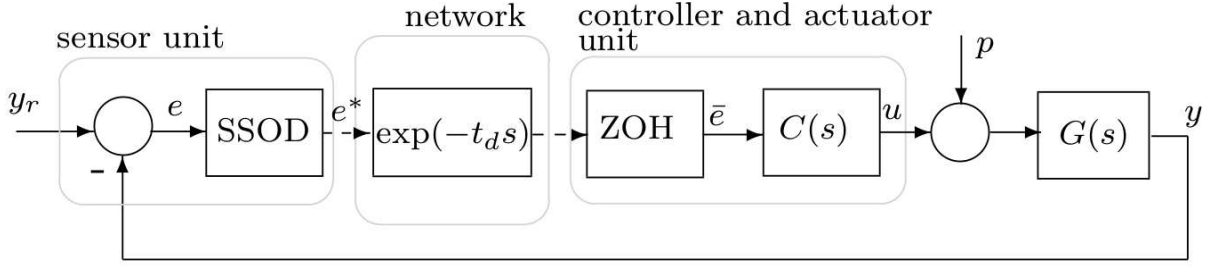 network
controller and actuator
unit
sensor unit
p
y_r
e
e*
ē
u
y
SSOD
exp(−t_d s)
ZOH
C(s)
G(s)
-